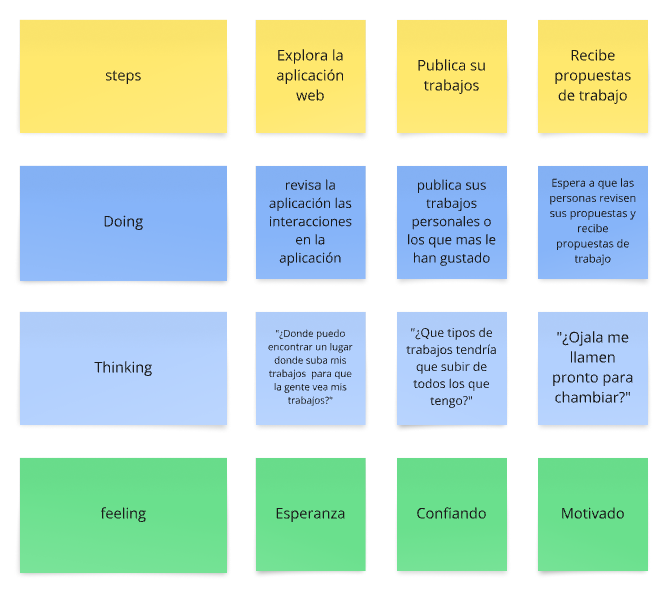 steps
Explora la
aplicación
web
Publica su
trabajos
Recibe
propuestas
de trabajo
Doing
revisa la
aplicación las
interacciones
en la
aplicación
publica sus
trabajos
personales o
los que mas le
han gustado
Espera a que las
personas revisen
sus propuestas y
recibe
propuestas de
trabajo
Thinking
"¿Donde puedo
encontrar un lugar
donde suba mis
trabajos para que
la gente vea mis
trabajos?"
"¿Que tipos de
trabajos tendría
que subir de
todos los que
tengo?"
"¿Ojala me
llamen
pronto para
chambiar?"
feeling
Esperanza
Confiando
Motivado